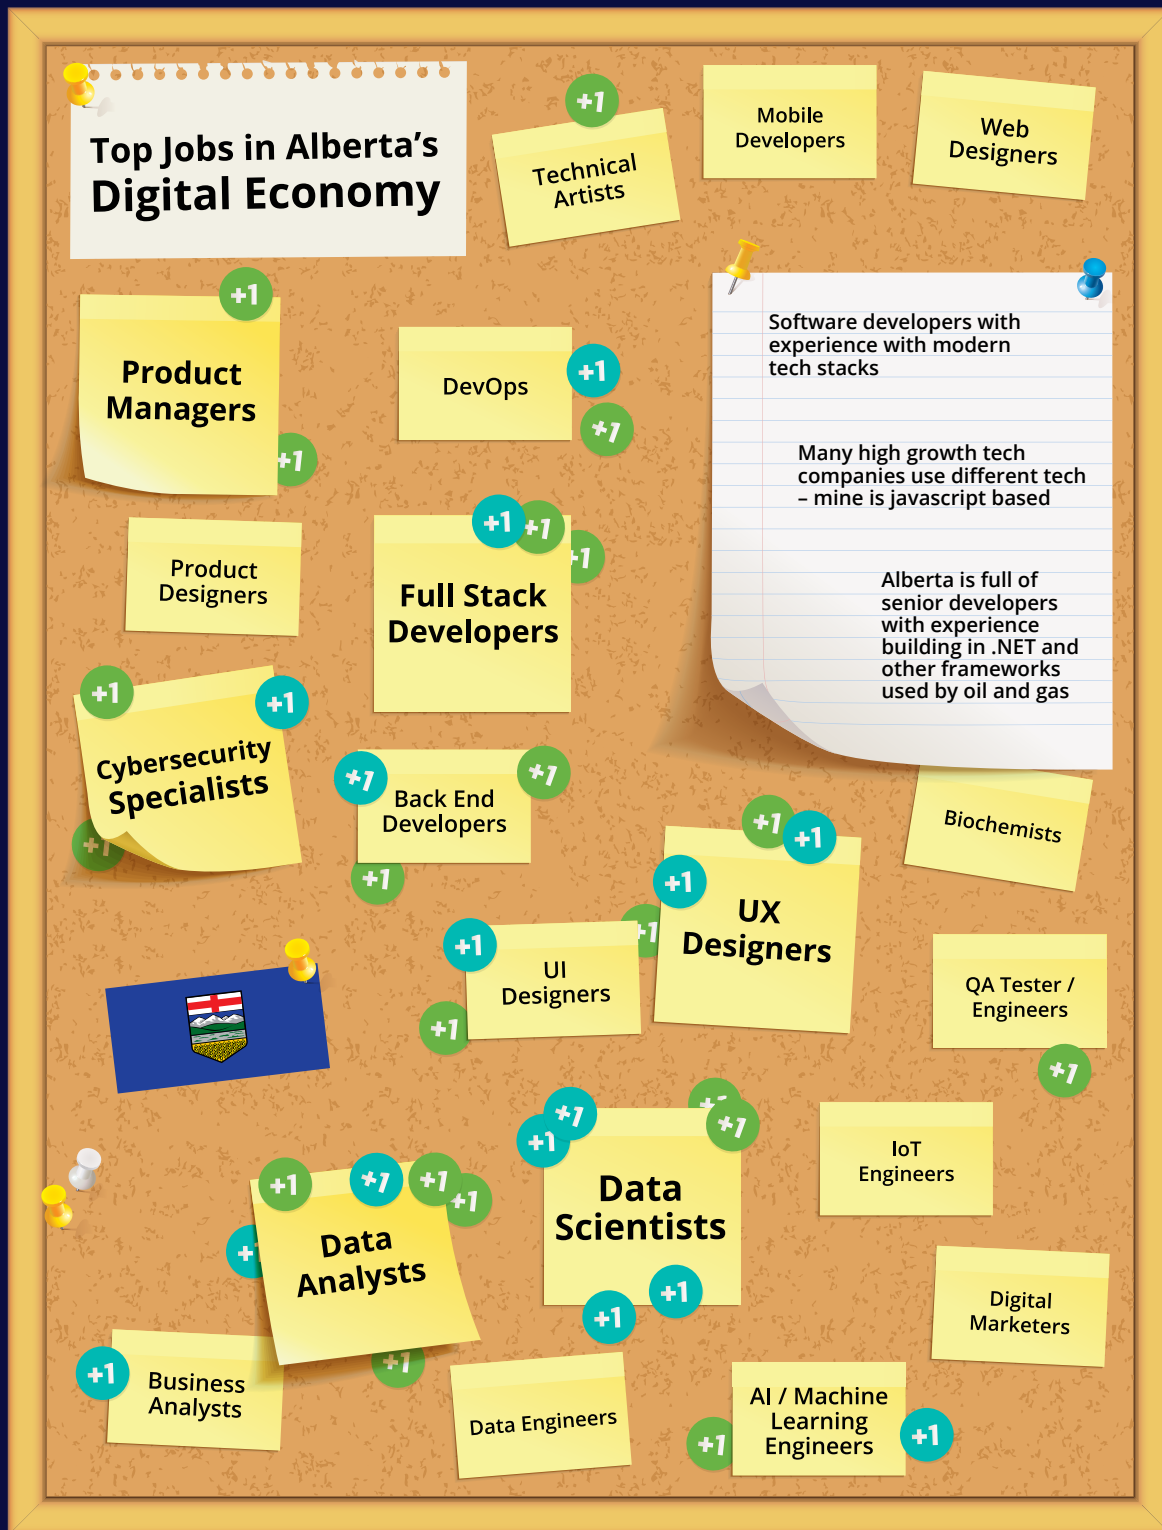 Top Jobs in Alberta's
Digital Economy
+1
Technical
Artists
Mobile
Developers
Web
Designers
+1
Product
Managers
+1
DevOps
+1
+1
Software developers with
experience with modern
tech stacks
Many high growth tech
companies use different tech
– mine is javascript based
Alberta is full of
senior developers
with experience
building in .NET and
other frameworks
used by oil and gas
Product
Designers
+1
+1
+1
Full Stack
Developers
+1
+1
Cybersecurity
Specialists
+1
+1
+1
Back End
Developers
+1
+1
+1
+1
UX
Designers
Biochemists
+1
+1
UI
Designers
+1
QA Tester /
Engineers
+1
+1
+1
+1
+1
Data
Scientists
+1
+1
IoT
Engineers
+1
+1
+1
+1
+1
Data
Analysts
+1
Digital
Marketers
+1
Business
Analysts
Data Engineers
+1
AI / Machine
Learning
Engineers
+1